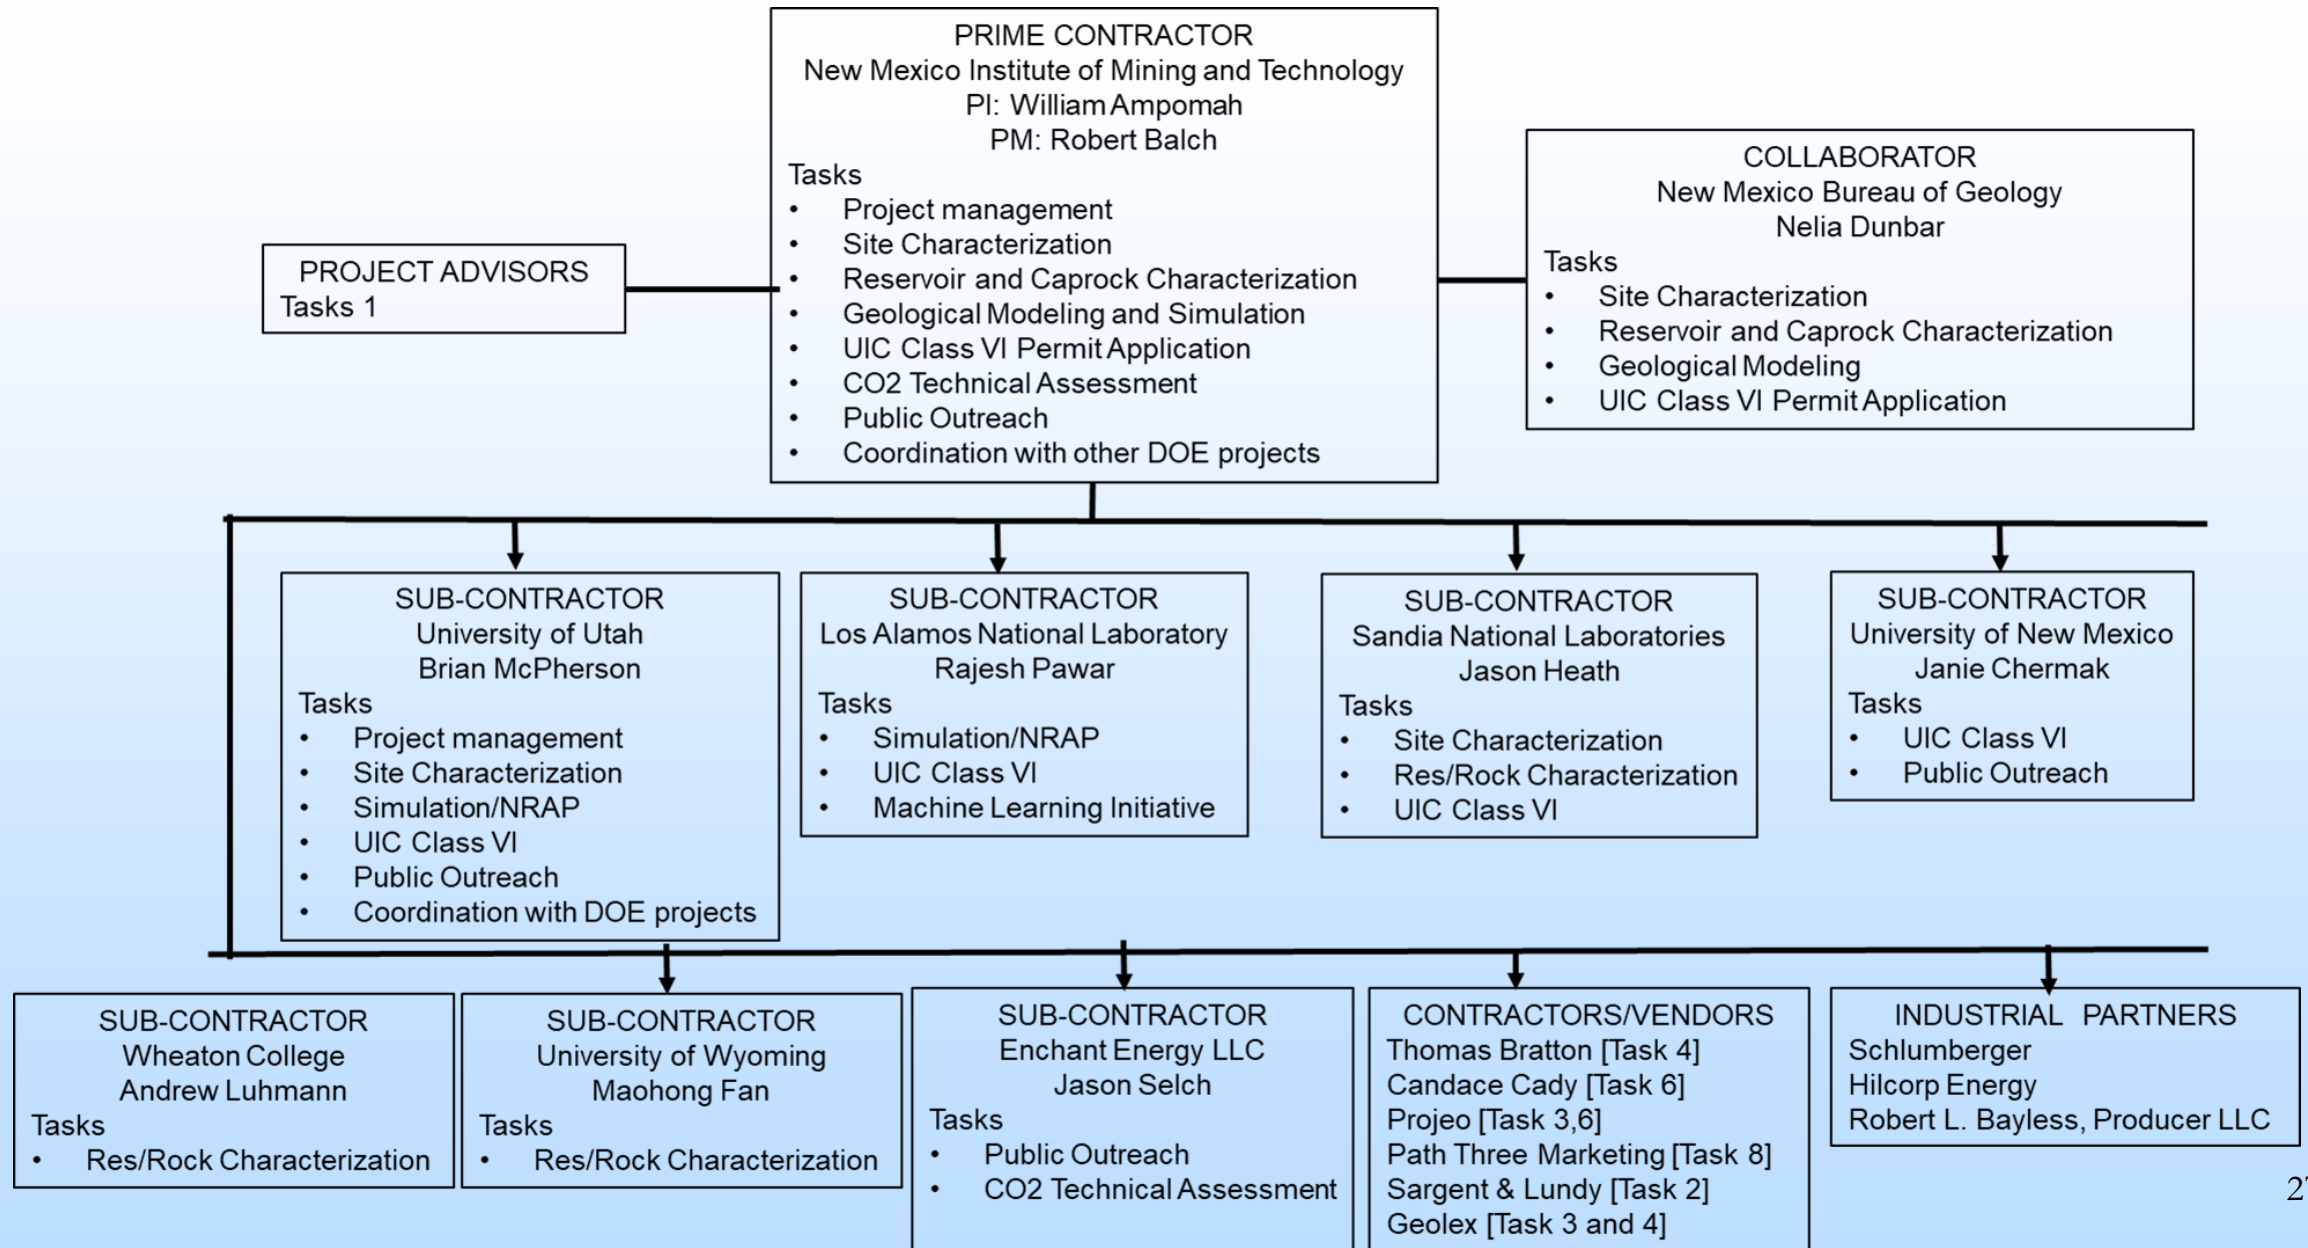 PRIME CONTRACTOR
New Mexico Institute of Mining and Technology
PI: William Ampomah
PM: Robert Balch
Tasks
• Project management
• Site Characterization
• Reservoir and Caprock Characterization
• Geological Modeling and Simulation
• UIC Class VI Permit Application
• CO2 Technical Assessment
• Public Outreach
• Coordination with other DOE projects
COLLABORATOR
New Mexico Bureau of Geology
Nelia Dunbar
Tasks
• Site Characterization
• Reservoir and Caprock Characterization
• Geological Modeling
• UIC Class VI Permit Application
PROJECT ADVISORS
Tasks 1
SUB-CONTRACTOR
University of Utah
Brian McPherson
Tasks
• Project management
• Site Characterization
• Simulation/NRAP
• UIC Class VI
• Public Outreach
• Coordination with DOE projects
SUB-CONTRACTOR
Los Alamos National Laboratory
Rajesh Pawar
Tasks
• Simulation/NRAP
• UIC Class VI
• Machine Learning Initiative
SUB-CONTRACTOR
Sandia National Laboratories
Jason Heath
Tasks
• Site Characterization
• Res/Rock Characterization
• UIC Class VI
SUB-CONTRACTOR
University of New Mexico
Janie Chermak
Tasks
• UIC Class VI
• Public Outreach
SUB-CONTRACTOR
Wheaton College
Andrew Luhmann
Tasks
• Res/Rock Characterization
SUB-CONTRACTOR
University of Wyoming
Maohong Fan
Tasks
• Res/Rock Characterization
SUB-CONTRACTOR
Enchant Energy LLC
Jason Selch
Tasks
• Public Outreach
• CO2 Technical Assessment
CONTRACTORS/VENDORS
Thomas Bratton [Task 4]
Candace Cady [Task 6]
Projeo [Task 3,6]
Path Three Marketing [Task 8]
Sargent & Lundy [Task 2]
Geolex [Task 3 and 4]
INDUSTRIAL PARTNERS
Schlumberger
Hilcorp Energy
Robert L. Bayless, Producer LLC
27